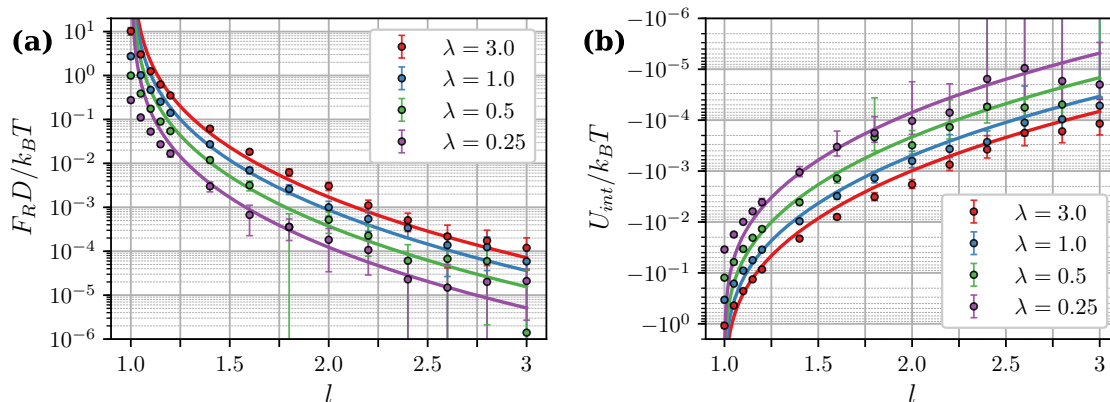 (a)
10^1
10^0
10^{-1}
10^{-2}
10^{-3}
10^{-4}
10^{-5}
10^{-6}
F_R D/k_B T
λ = 3.0
λ = 1.0
λ = 0.5
λ = 0.25
1.0 1.5 2.0 2.5 3
l
(b)
−10^{-6}
−10^{-5}
−10^{-4}
−10^{-3}
−10^{-2}
−10^{-1}
−10^0
U_{int}/k_B T
λ = 3.0
λ = 1.0
λ = 0.5
λ = 0.25
1.0 1.5 2.0 2.5 3
l